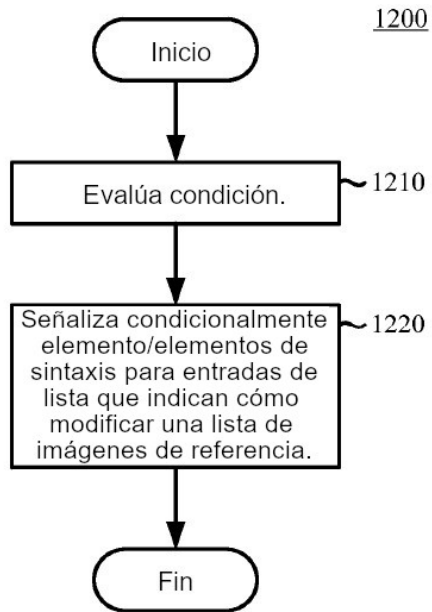 1200
Inicio
Evalúa condición.
1210
Señaliza condicionalmente
elemento/elementos de
sintaxis para entradas de
lista que indican cómo
modificar una lista de
imágenes de referencia.
1220
Fin